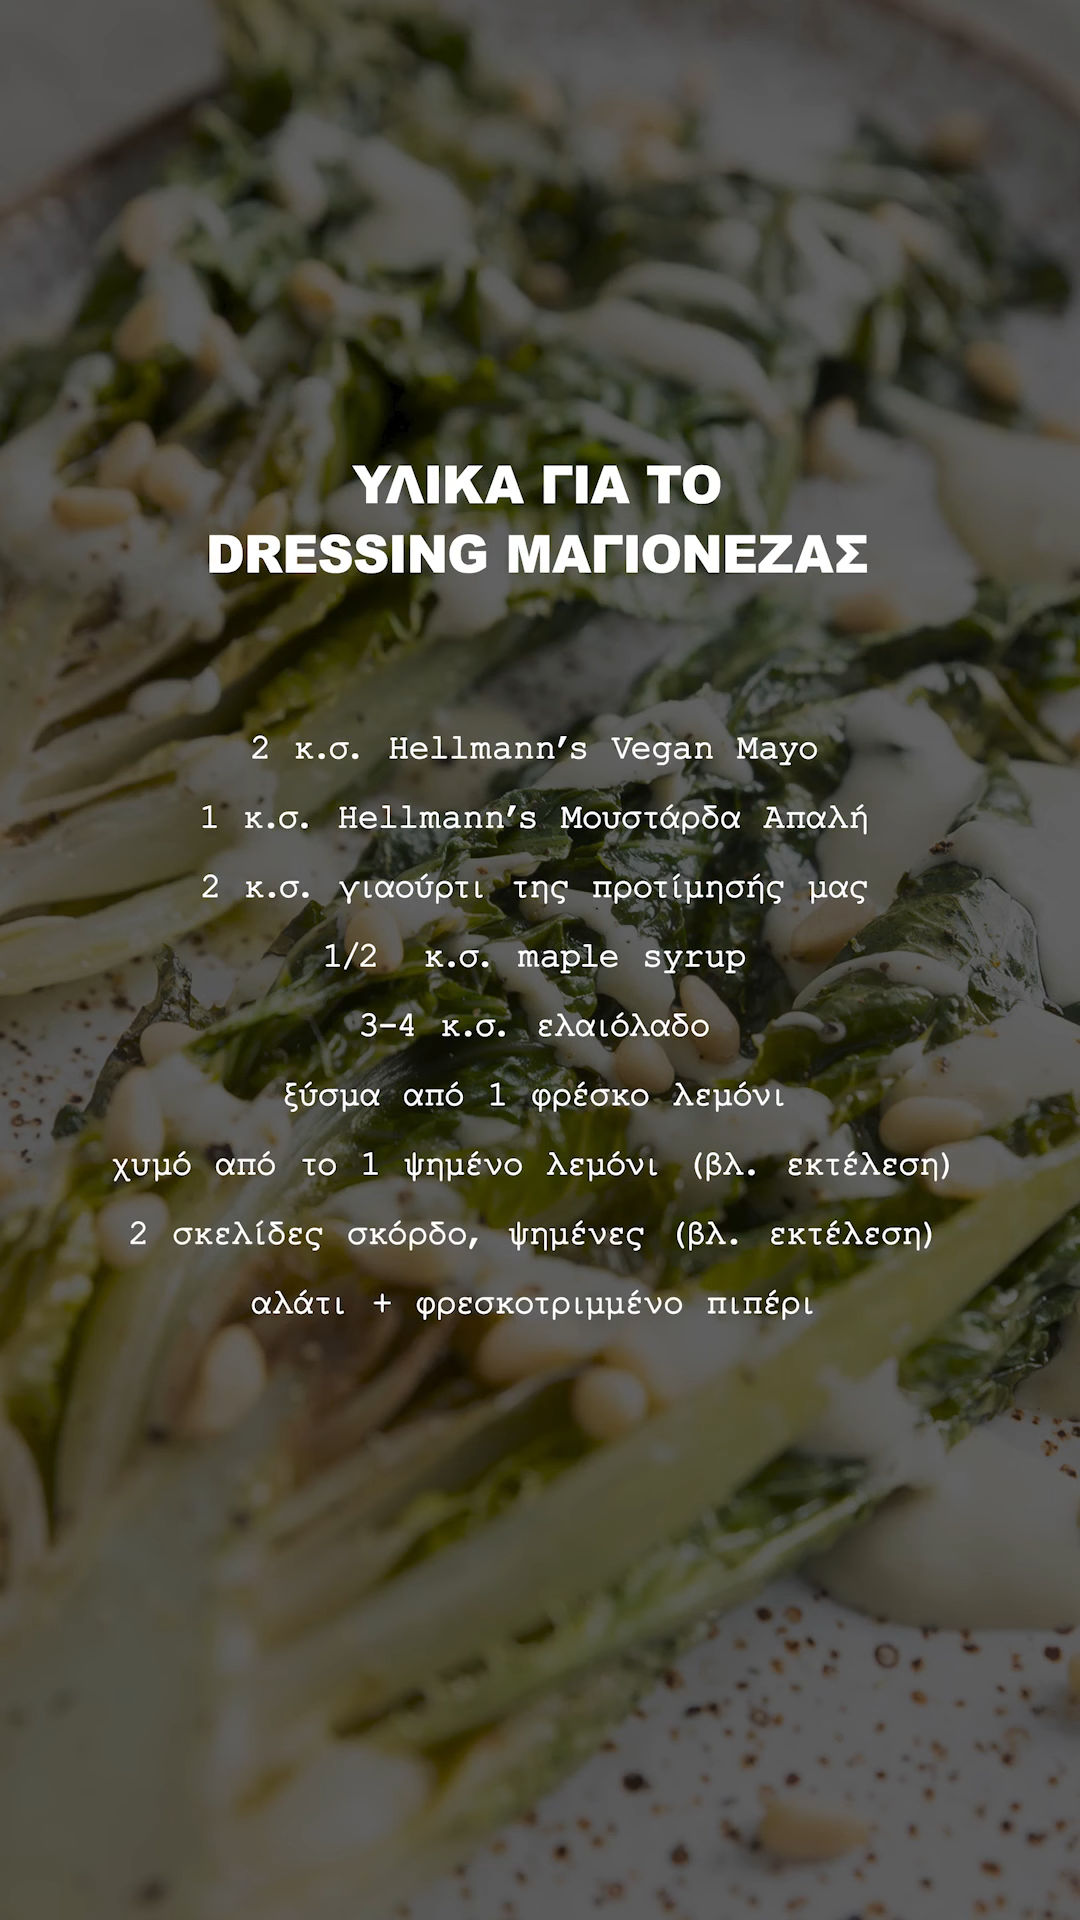 ΥΛΙΚΑ ΓΙΑ ΤΟ
DRESSING ΜΑΓΙΟΝΕΖΑΣ
2 κ.σ. Hellmann’s Vegan Mayo
1 κ.σ. Hellmann’s Μουστάρδα Απαλή
2 κ.σ. γιαούρτι της προτίμησής μας
1/2 κ.σ. maple syrup
3-4 κ.σ. ελαιόλαδο
ξύσμα από 1 φρέσκο λεμόνι
χυμό από το 1 ψημένο λεμόνι (βλ. εκτέλεση)
2 σκελίδες σκόρδο, ψημένες (βλ. εκτέλεση)
αλάτι + φρεσκοτριμμένο πιπέρι